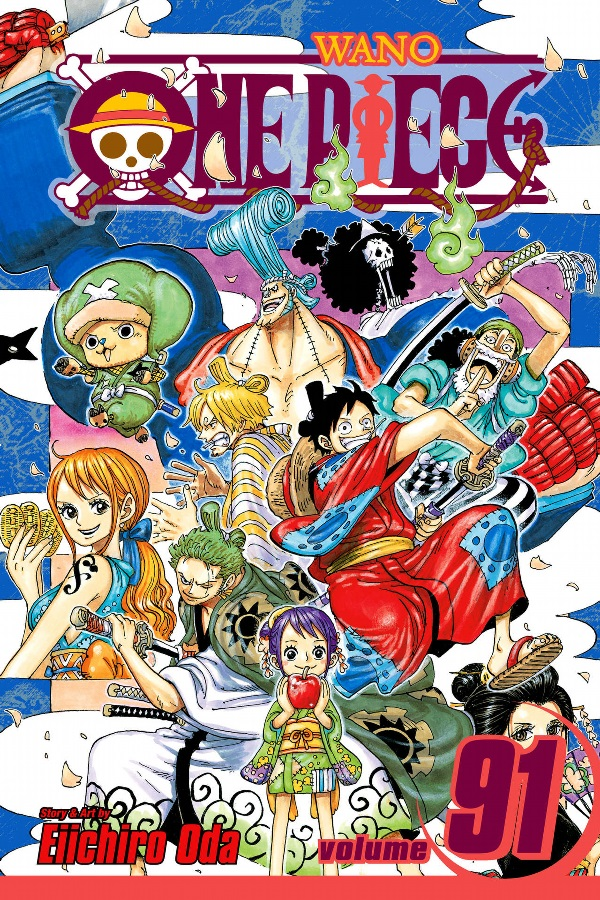 WANO
ONE PIECE
Story & Art by
Eiichiro Oda
volume 91